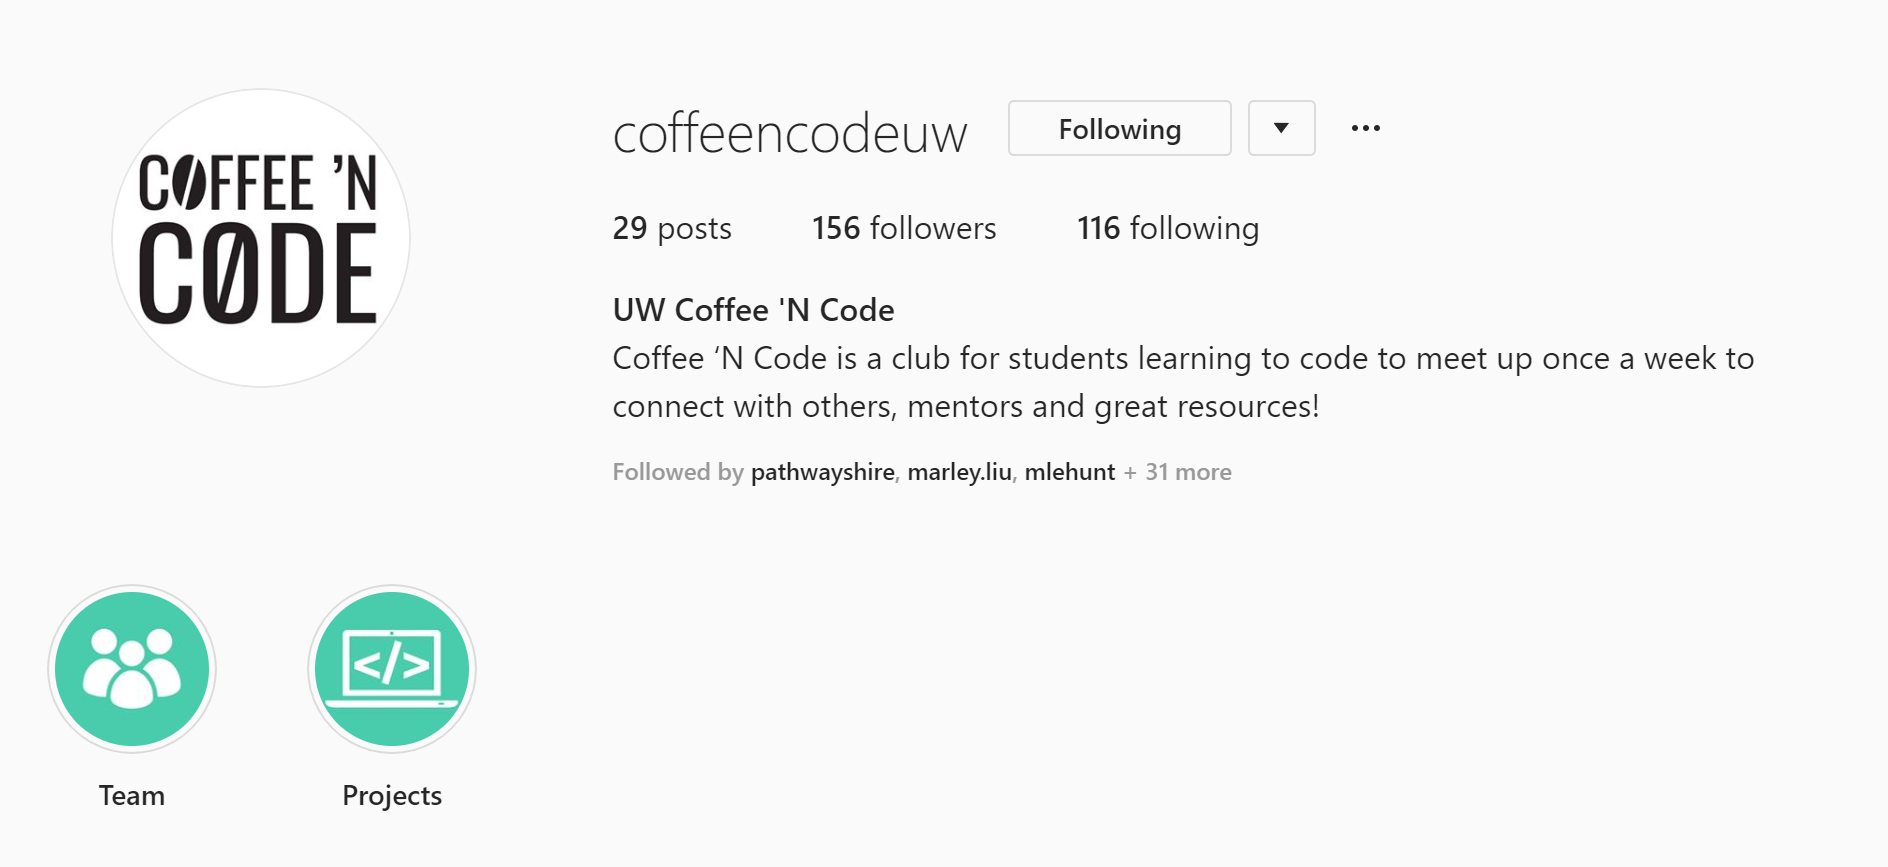 COFFEE 'N
CØDE
coffeencodeuw Following
29 posts 156 followers 116 following
UW Coffee 'N Code
Coffee ‘N Code is a club for students learning to code to meet up once a week to
connect with others, mentors and great resources!
Followed by pathwayshire, marley.liu, mlehunt + 31 more
</>
Team Projects